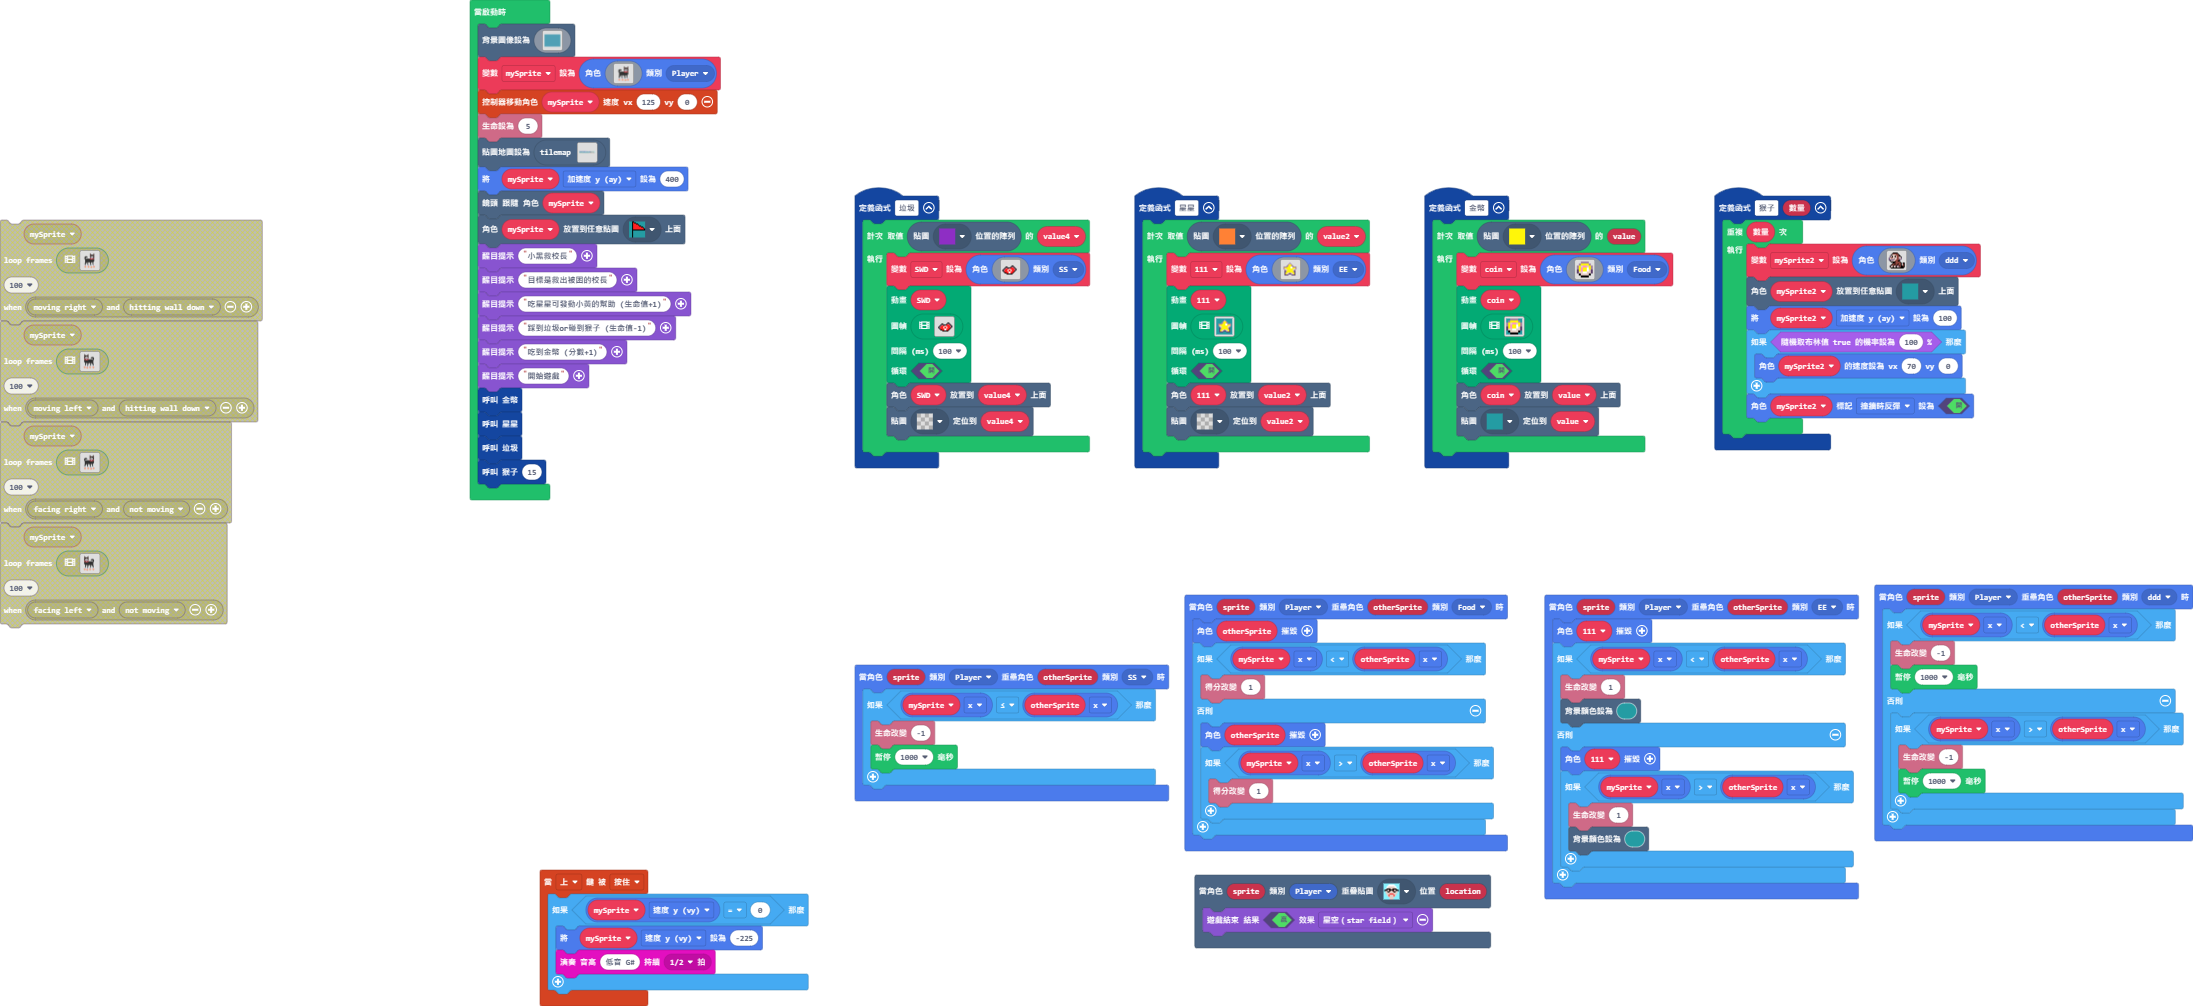 mySprite
loop frames
100
when moving right and hitting wall down
mySprite
loop frames
100
when moving left and hitting wall down
mySprite
loop frames
100
when facing right and not moving
mySprite
loop frames
100
when facing left and not moving
當啟動時
背景圖像設為
變數 mySprite 設為 角色 類別 Player
控制器移動角色 mySprite 速度 vx 125 vy 0
生命設為 5
貼圖地圖設為 tilemap
將 mySprite 加速度 y (ay) 設為 400
鏡頭 跟隨 角色 mySprite
角色 mySprite 放置到任意貼圖 上面
醒目提示 "小黑救校長"
醒目提示 "目標是救出被困的校長"
醒目提示 "吃星星可發動小黃的幫助 (生命值+1)"
醒目提示 "踩到垃圾or碰到猴子 (生命值-1)"
醒目提示 "吃到金幣 (分數+1)"
醒目提示 "開始遊戲"
呼叫 金幣
呼叫 星星
呼叫 垃圾
呼叫 猴子 15
定義函式 垃圾
計次 取值 貼圖 位置的陣列 的 value4
執行
變數 SWD 設為 角色 類別 SS
動畫 SWD
圖幀
間隔 (ms) 100
循環 關
角色 SWD 放置到 value4 上面
貼圖 定位到 value4
定義函式 星星
計次 取值 貼圖 位置的陣列 的 value2
執行
變數 111 設為 角色 類別 EE
動畫 111
圖幀
間隔 (ms) 100
循環 關
角色 111 放置到 value2 上面
貼圖 定位到 value2
定義函式 金幣
計次 取值 貼圖 位置的陣列 的 value
執行
變數 coin 設為 角色 類別 Food
動畫 coin
圖幀
間隔 (ms) 100
循環
角色 coin 放置到 value 上面
貼圖 定位到 value
定義函式 猴子 數量
重複 數量 次
執行
變數 mySprite2 設為 角色 類別 ddd
角色 mySprite2 放置到任意貼圖 上面
將 mySprite2 加速度 y (ay) 設為 100
如果 隨機取布林值 true 的機率設為 100 % 那麼
角色 mySprite2 的速度設為 vx 70 vy 0
角色 mySprite2 標記 撞牆時反彈 設為
當角色 sprite 類別 Player 重疊角色 otherSprite 類別 SS 時
如果 mySprite x ≤ otherSprite x 那麼
生命改變 -1
暫停 1000 毫秒
當角色 sprite 類別 Player 重疊角色 otherSprite 類別 Food 時
角色 otherSprite 摧毀
如果 mySprite x < otherSprite x 那麼
得分改變 1
否則
角色 otherSprite 摧毀
如果 mySprite x > otherSprite x 那麼
得分改變 1
當角色 sprite 類別 Player 重疊角色 otherSprite 類別 EE 時
角色 111 摧毀
如果 mySprite x < otherSprite x 那麼
生命改變 1
背景顏色設為
否則
角色 111 摧毀
如果 mySprite x > otherSprite x 那麼
生命改變 1
背景顏色設為
當角色 sprite 類別 Player 重疊角色 otherSprite 類別 ddd 時
如果 mySprite x < otherSprite x 那麼
生命改變 -1
暫停 1000 毫秒
否則
如果 mySprite x > otherSprite x 那麼
生命改變 -1
暫停 1000 毫秒
當 上 鍵 被 按住
如果 mySprite 速度 y (vy) = 0 那麼
將 mySprite 速度 y (vy) 設為 -225
演奏 音高 低音 G# 持續 1/2 拍
當角色 sprite 類別 Player 重疊貼圖 位置 location
遊戲結束 結果 效果 星空 (star field)